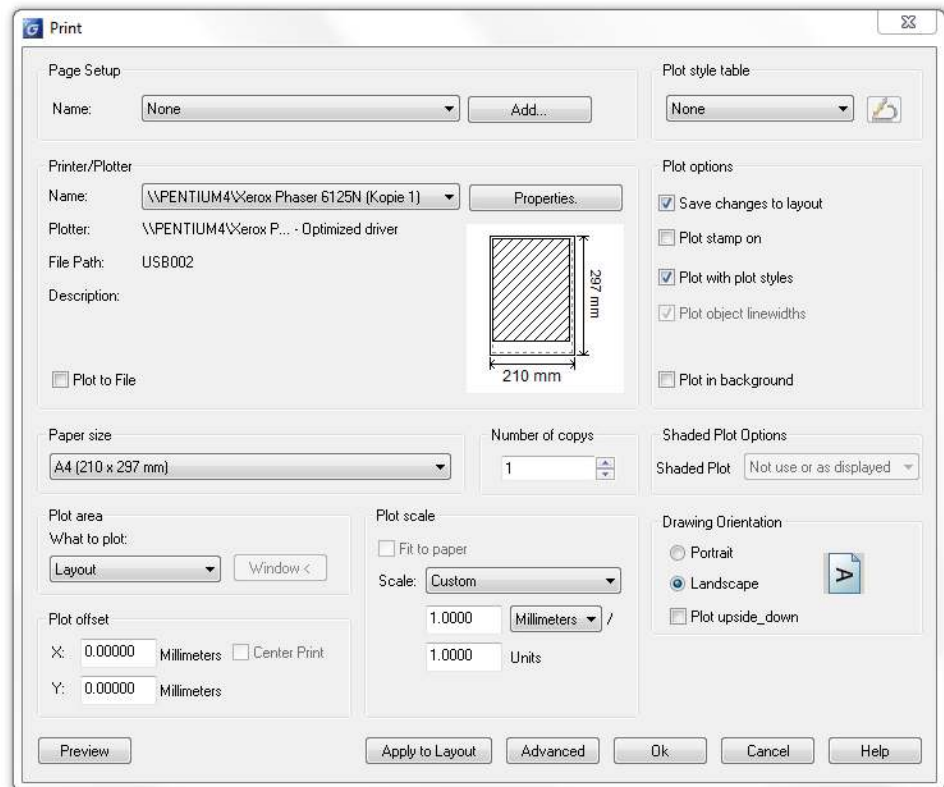 Print
Page Setup
Name: None Add...
Plot style table
None
Printer/Plotter
Name: \\PENTIUM4\Xerox Phaser 6125N (Kopie 1) Properties.
Plotter: \\PENTIUM4\Xerox P... - Optimized driver
File Path: USB002
Description:
297 mm
210 mm
Plot to File
Plot options
Save changes to layout
Plot stamp on
Plot with plot styles
Plot object linewidths
Plot in background
Paper size
A4 (210 x 297 mm)
Number of copys
1
Shaded Plot Options
Shaded Plot Not use or as displayed
Plot area
What to plot:
Layout Window <
Plot scale
Fit to paper
Scale: Custom
1.0000 Millimeters /
1.0000 Units
Drawing Orientation
Portrait
Landscape
A
Plot upside_down
Plot offset
X: 0.00000 Millimeters Center Print
Y: 0.00000 Millimeters
Preview Apply to Layout Advanced Ok Cancel Help